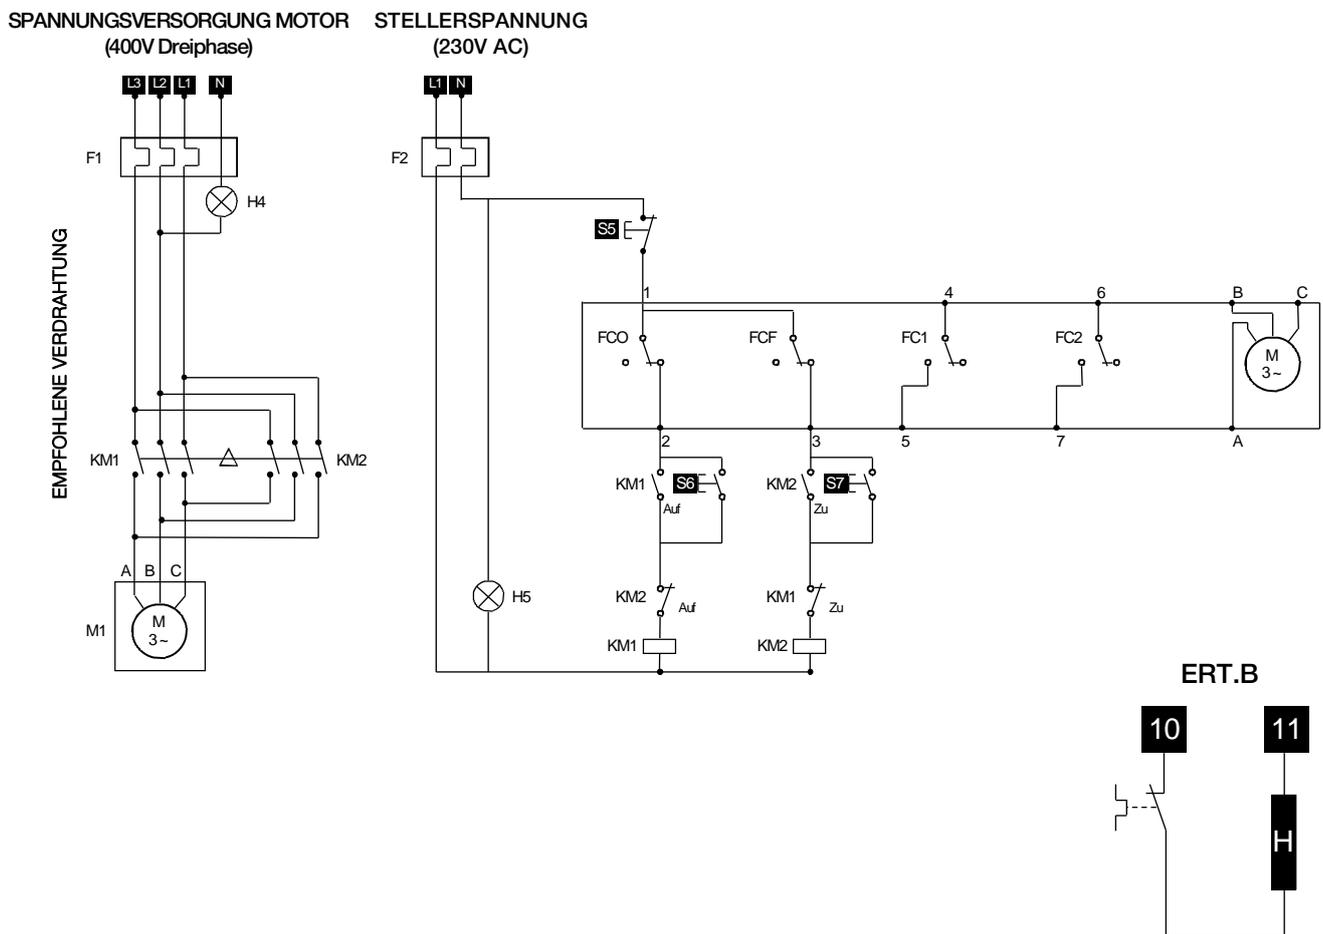 SPANNUNGSVERSORGUNG MOTOR
(400V Dreiphase)
STELLERSPANNUNG
(230V AC)
L3 L2 L1 N
L1 N
F1
F2
H4
S5
EMPFOHLENE VERDRAHTUNG
1 4 6 B C
FCO FCF FC1 FC2
M
3~
2 3 5 7 A
KM1 KM2
KM1 S6 KM2 S7
Auf Zu
A B C
KM2 KM1
Auf Zu
H5
M1
M
3~
KM1 KM2
ERT.B
10 11
H